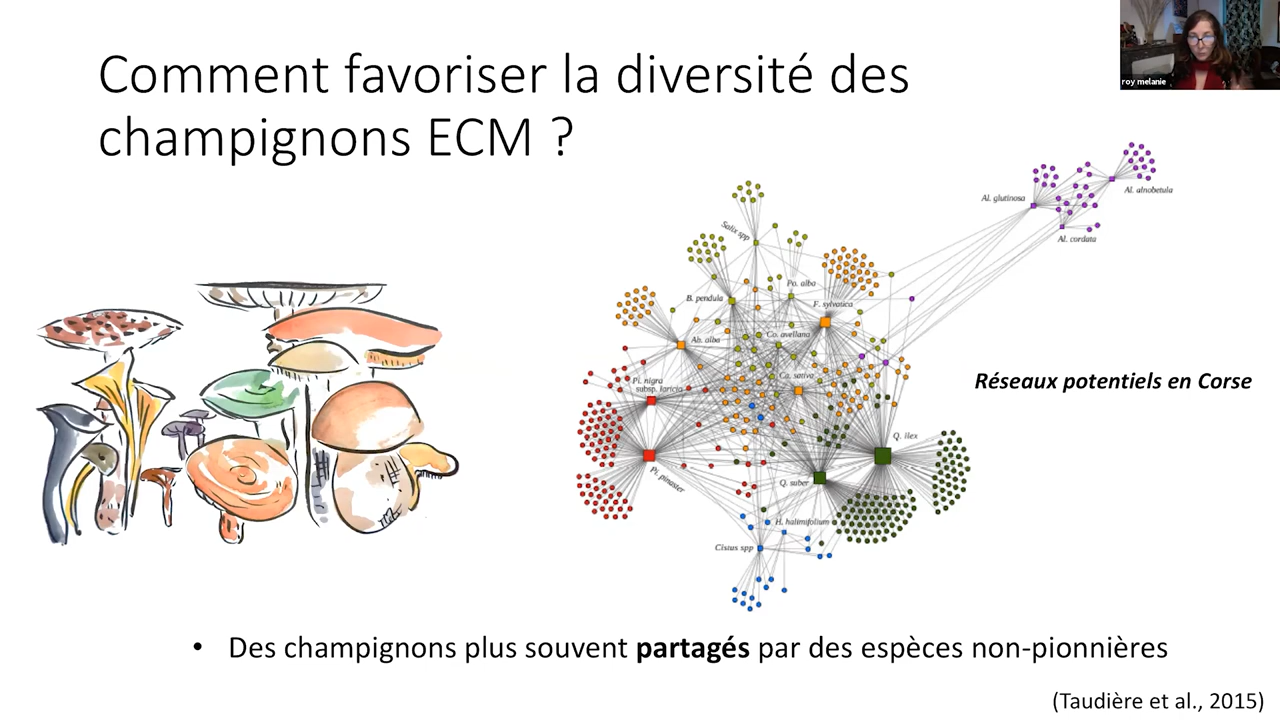 Comment favoriser la diversité des
champignons ECM ?
roy melanie
Al. glutinosa
Al. alnobetula
Al. cordata
Salix spp
Po. alba
B. pendula
F. sylvatica
Ab. alba
Co. avellana
Ca. sativa
Pi. nigra
subsp. laricio
Réseaux potentiels en Corse
Q. ilex
Pi. pinaster
Q. suber
H. halimifolium
Cistus spp
• Des champignons plus souvent partagés par des espèces non-pionnières
(Taudière et al., 2015)